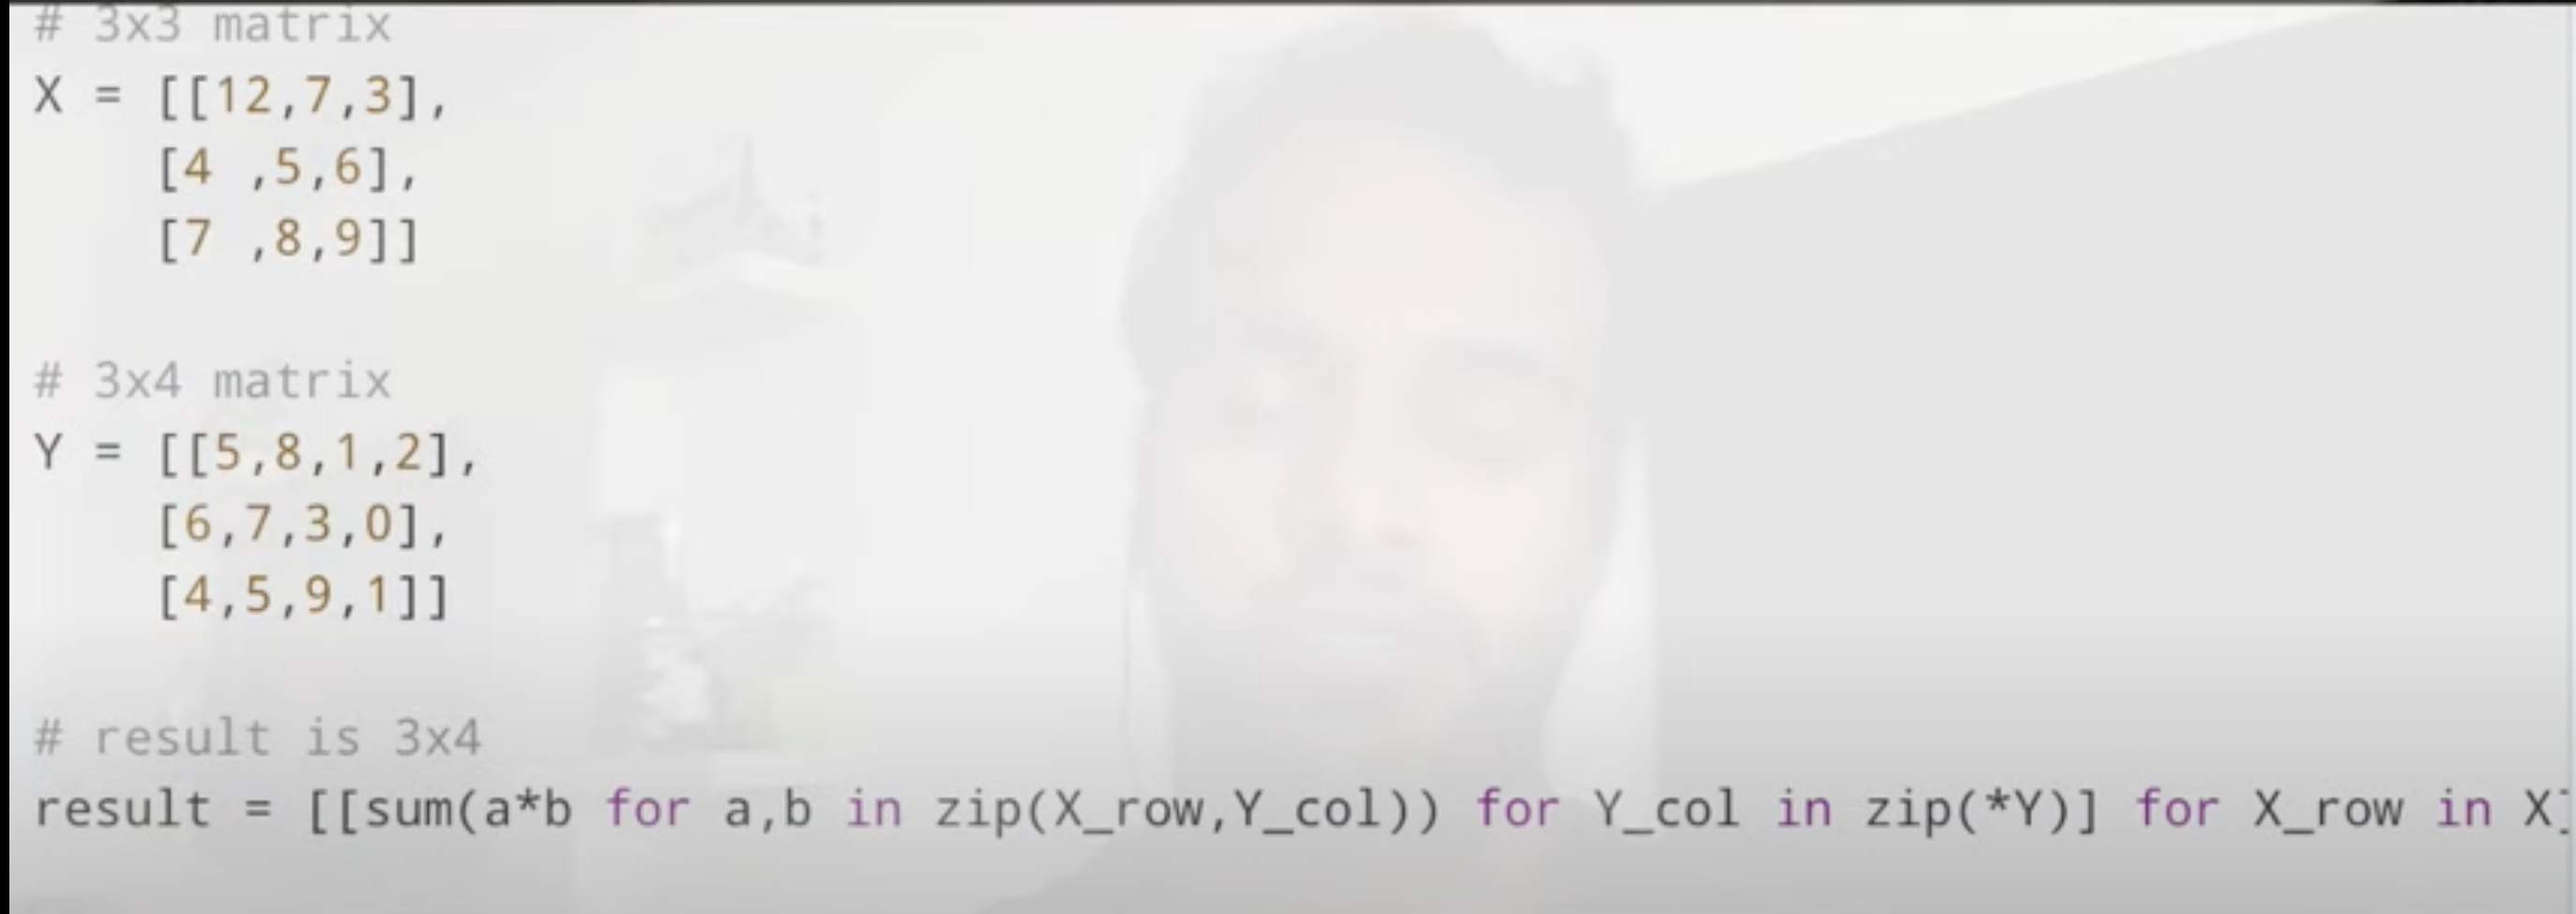 # 3x3 matrix
X = [[12,7,3],
    [4 ,5,6],
    [7 ,8,9]]
# 3x4 matrix
Y = [[5,8,1,2],
    [6,7,3,0],
    [4,5,9,1]]
# result is 3x4
result = [[sum(a*b for a,b in zip(X_row,Y_col)) for Y_col in zip(*Y)] for X_row in X]